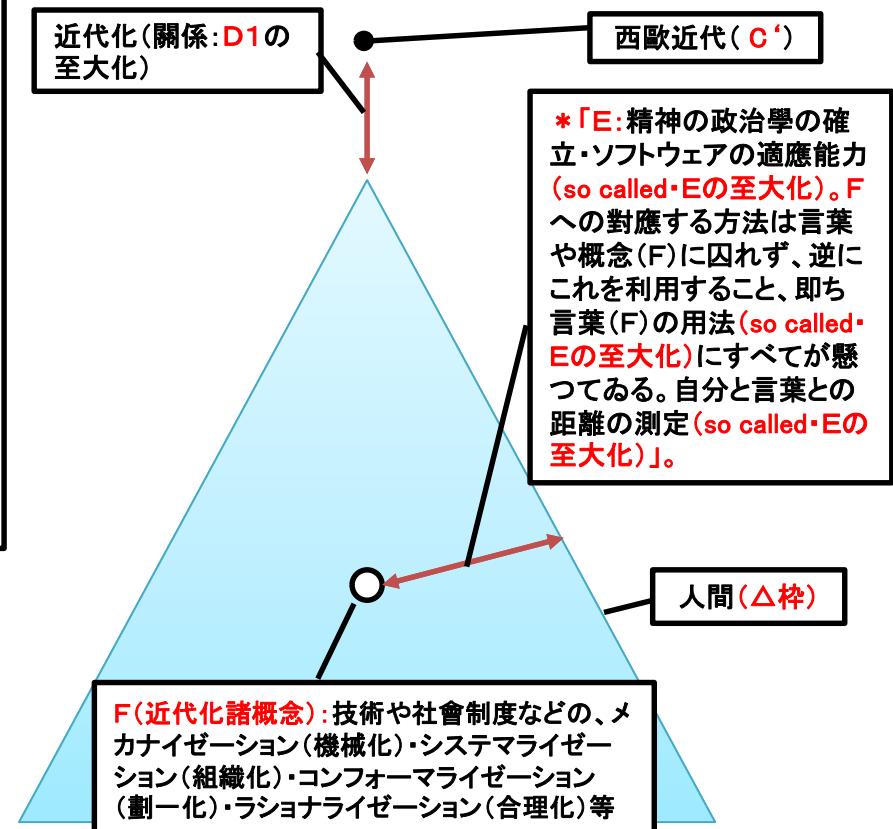 近代化(關係:D1の
至大化)
西歐近代( C‘)
*「E:精神の政治學の確
立・ソフトウェアの適應能力
(so called・Eの至大化)。F
への對應する方法は言葉
や概念(F)に囚れず、逆に
これを利用すること、即ち
言葉(F)の用法(so called・
Eの至大化)にすべてが懸
つてゐる。自分と言葉との
距離の測定(so called・Eの
至大化)」。
人間(△枠)
F(近代化諸概念):技術や社會制度などの、メ
カナイゼーション(機械化)・システマライゼー
ション(組織化)・コンフォーマライゼーション
(劃一化)・ラショナライゼーション(合理化)等